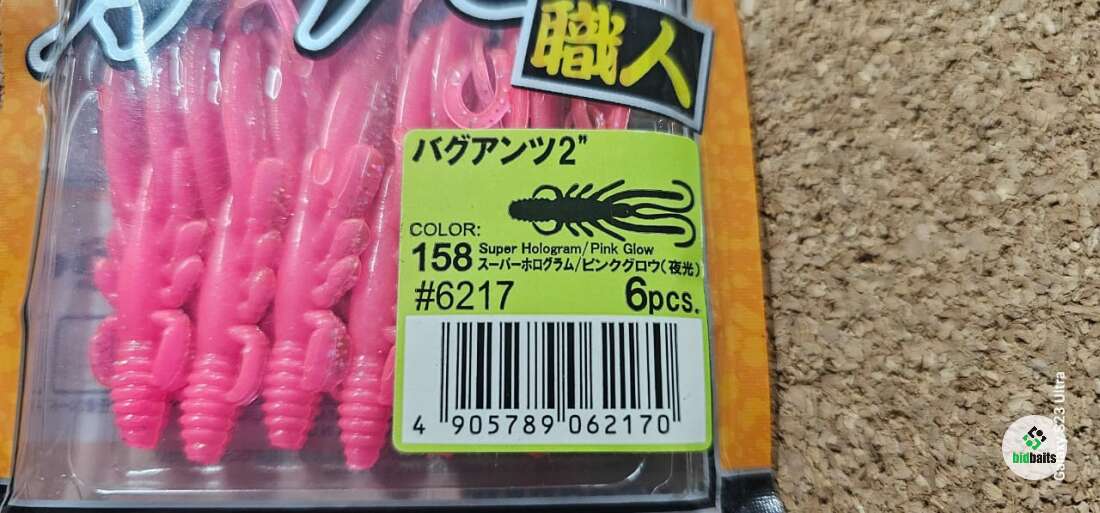 職人
バグアンツ2"
COLOR:
158 Super Hologram/Pink Glow
スーパーホログラム/ピンクグロウ(夜光)
#6217 6pcs.
4 905789 062170
bidbaits